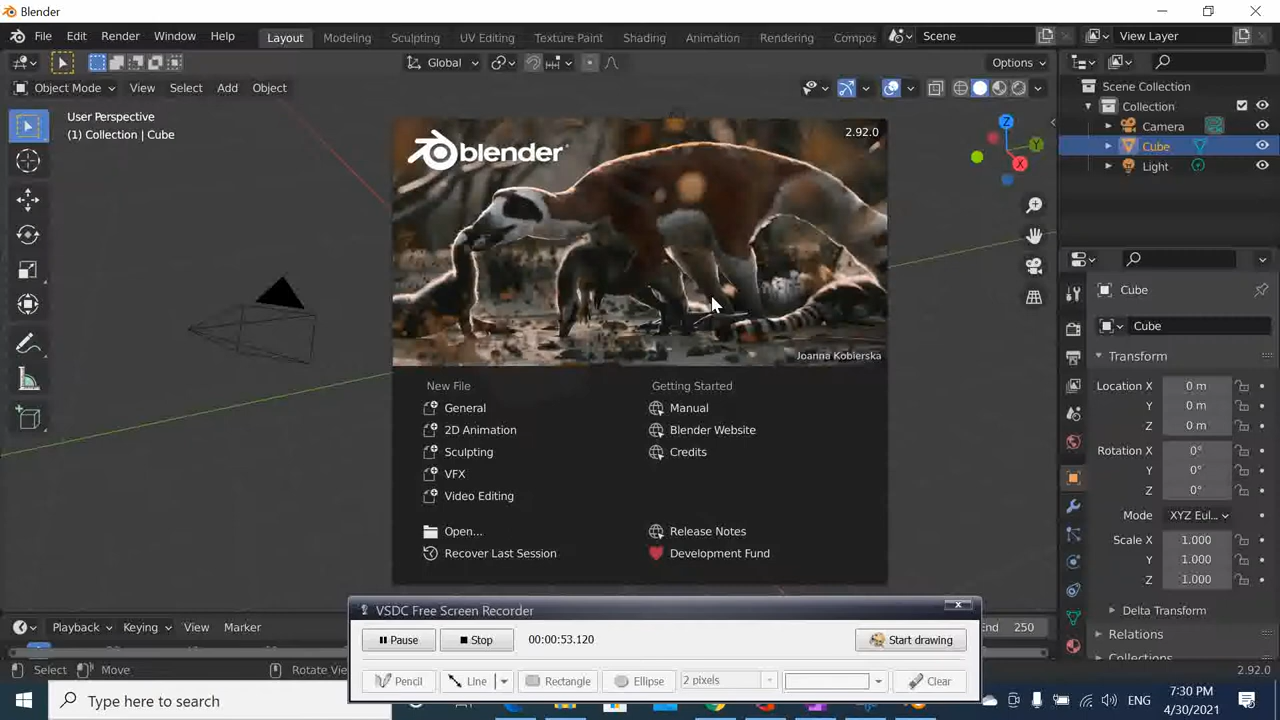 Blender
File Edit Render Window Help Layout Modeling Sculpting UV Editing Texture Paint Shading Animation Rendering Compos Scene View Layer
Global Options
Object Mode View Select Add Object
User Perspective
(1) Collection | Cube
Scene Collection
Collection
Camera
Cube
Light
Z
Y
X
blender
2.92.0
Joanna Kobierska
New File
General
2D Animation
Sculpting
VFX
Video Editing
Open...
Recover Last Session
Getting Started
Manual
Blender Website
Credits
Release Notes
Development Fund
Cube
Cube
Transform
Location X 0 m
Y 0 m
Z 0 m
Rotation X 0°
Y 0°
Z 0°
Mode XYZ Eul...
Scale X 1.000
Y 1.000
Z 1.000
Delta Transform
Relations
Collections
VSDC Free Screen Recorder
Pause Stop 00:00:53.120 Start drawing
Pencil Line Rectangle Ellipse 2 pixels Clear
Playback Keying View Marker End 250
Select Move Rotate Vie 2.92.0
Type here to search
ENG
7:30 PM
4/30/2021